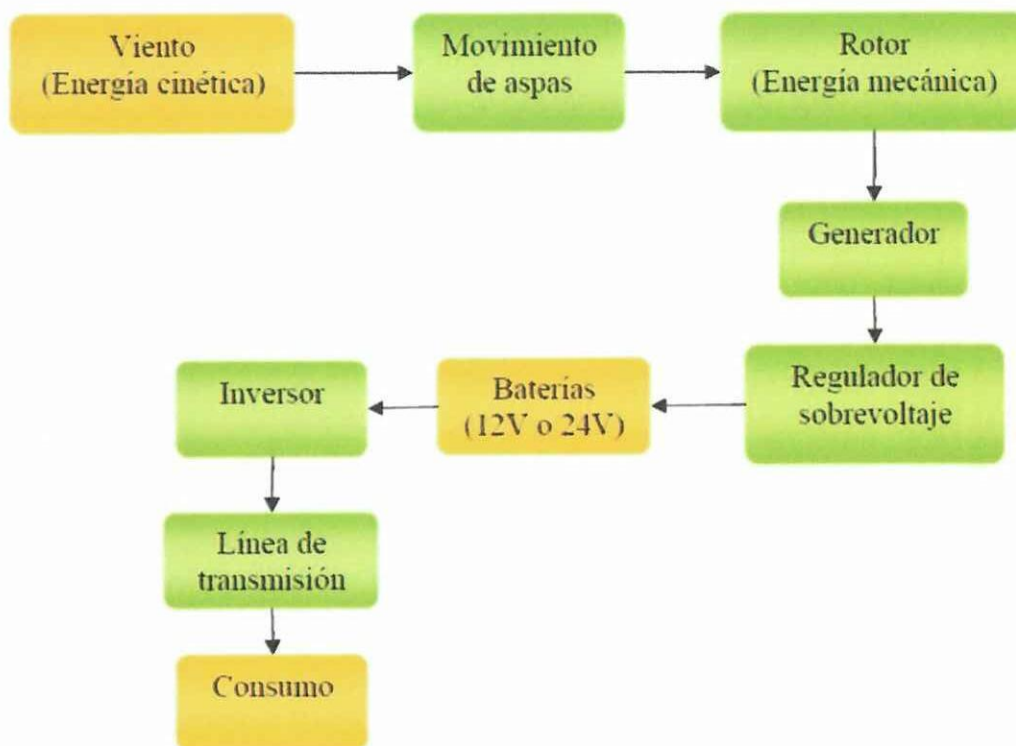 Viento
(Energía cinética)
Movimiento
de aspas
Rotor
(Energía mecánica)
Generador
Regulador de
sobrevoltaje
Baterías
(12V o 24V)
Inversor
Línea de
transmisión
Consumo